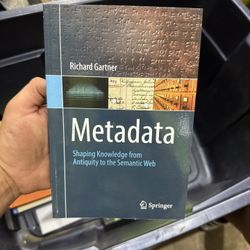 Richard Gartner
Metadata
Shaping Knowledge from
Antiquity to the Semantic Web
Springer